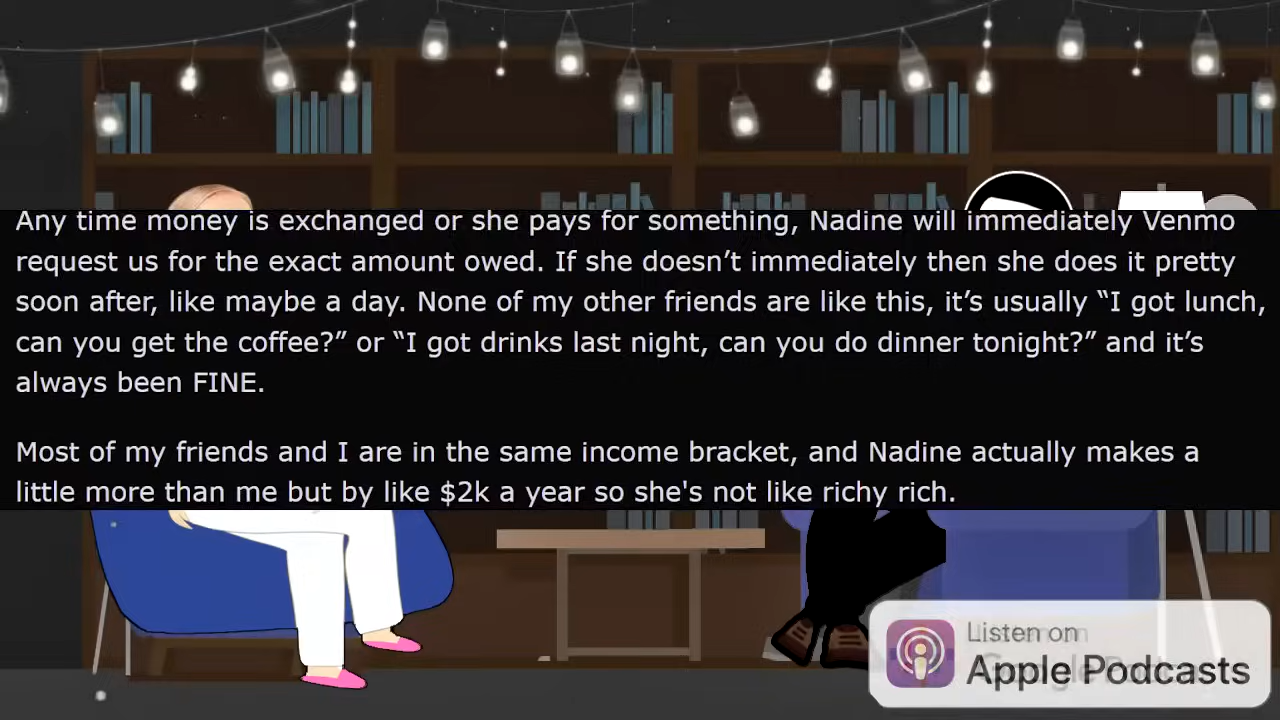 Any time money is exchanged or she pays for something, Nadine will immediately Venmo
request us for the exact amount owed. If she doesn’t immediately then she does it pretty
soon after, like maybe a day. None of my other friends are like this, it’s usually “I got lunch,
can you get the coffee?” or “I got drinks last night, can you do dinner tonight?” and it’s
always been FINE.
Most of my friends and I are in the same income bracket, and Nadine actually makes a
little more than me but by like $2k a year so she's not like richy rich.
Listen on
Apple Podcasts